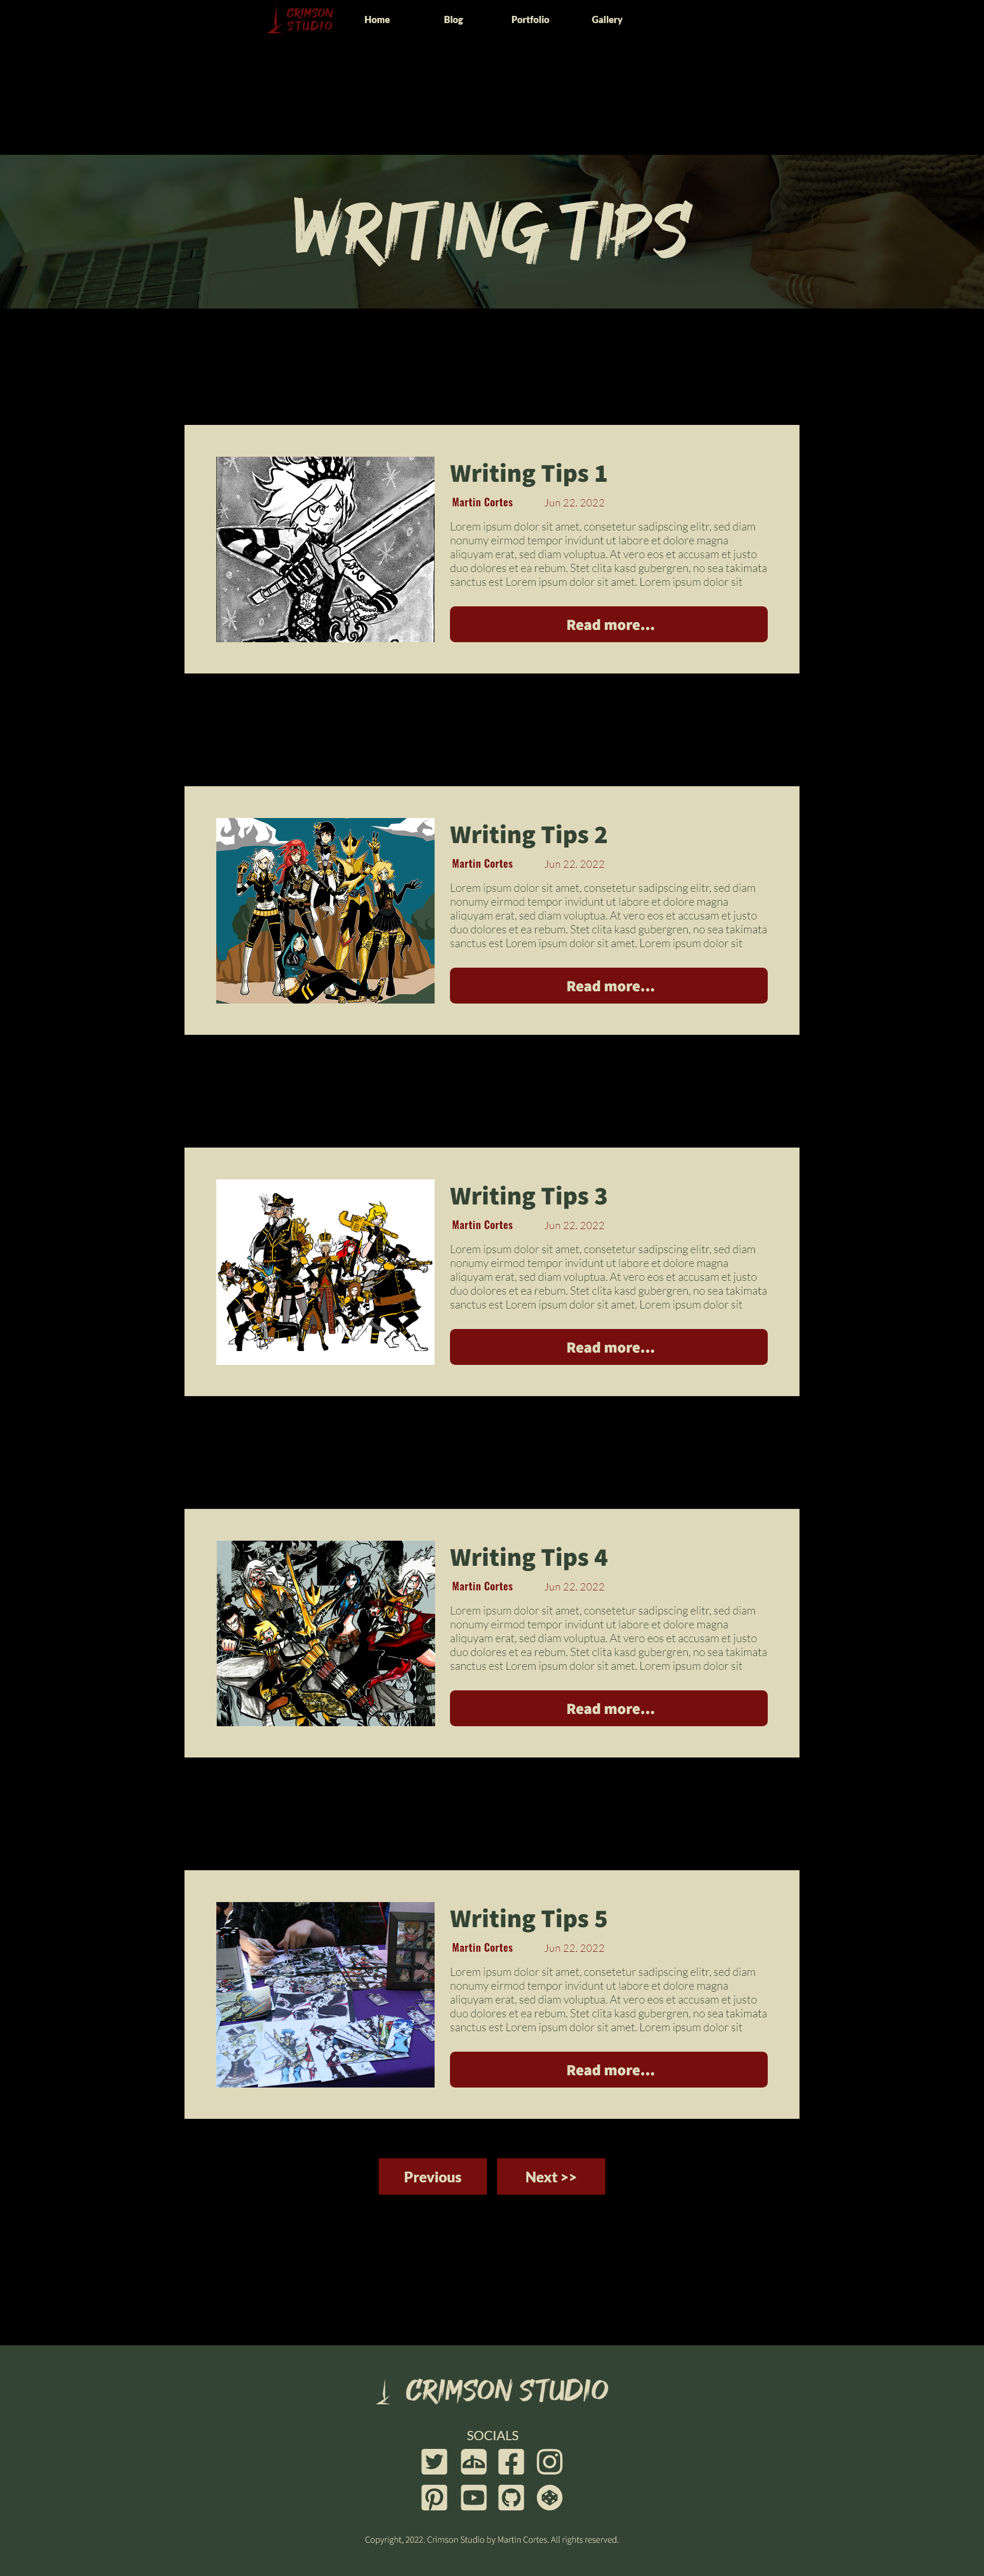 CRIMSON
STUDIO
Home Blog Portfolio Gallery
WRITING TIPS
Writing Tips 1
Martin Cortes Jun 22. 2022
Lorem ipsum dolor sit amet, consetetur sadipscing elitr, sed diam
nonumy eirmod tempor invidunt ut labore et dolore magna
aliquyam erat, sed diam voluptua. At vero eos et accusam et justo
duo dolores et ea rebum. Stet clita kasd gubergren, no sea takimata
sanctus est Lorem ipsum dolor sit amet. Lorem ipsum dolor sit
Read more...
Writing Tips 2
Martin Cortes Jun 22. 2022
Lorem ipsum dolor sit amet, consetetur sadipscing elitr, sed diam
nonumy eirmod tempor invidunt ut labore et dolore magna
aliquyam erat, sed diam voluptua. At vero eos et accusam et justo
duo dolores et ea rebum. Stet clita kasd gubergren, no sea takimata
sanctus est Lorem ipsum dolor sit amet. Lorem ipsum dolor sit
Read more...
Writing Tips 3
Martin Cortes Jun 22. 2022
Lorem ipsum dolor sit amet, consetetur sadipscing elitr, sed diam
nonumy eirmod tempor invidunt ut labore et dolore magna
aliquyam erat, sed diam voluptua. At vero eos et accusam et justo
duo dolores et ea rebum. Stet clita kasd gubergren, no sea takimata
sanctus est Lorem ipsum dolor sit amet. Lorem ipsum dolor sit
Read more...
Writing Tips 4
Martin Cortes Jun 22. 2022
Lorem ipsum dolor sit amet, consetetur sadipscing elitr, sed diam
nonumy eirmod tempor invidunt ut labore et dolore magna
aliquyam erat, sed diam voluptua. At vero eos et accusam et justo
duo dolores et ea rebum. Stet clita kasd gubergren, no sea takimata
sanctus est Lorem ipsum dolor sit amet. Lorem ipsum dolor sit
Read more...
Writing Tips 5
Martin Cortes Jun 22. 2022
Lorem ipsum dolor sit amet, consetetur sadipscing elitr, sed diam
nonumy eirmod tempor invidunt ut labore et dolore magna
aliquyam erat, sed diam voluptua. At vero eos et accusam et justo
duo dolores et ea rebum. Stet clita kasd gubergren, no sea takimata
sanctus est Lorem ipsum dolor sit amet. Lorem ipsum dolor sit
Read more...
Previous Next >>
CRIMSON STUDIO
SOCIALS
Copyright, 2022. Crimson Studio by Martin Cortes. All rights reserved.